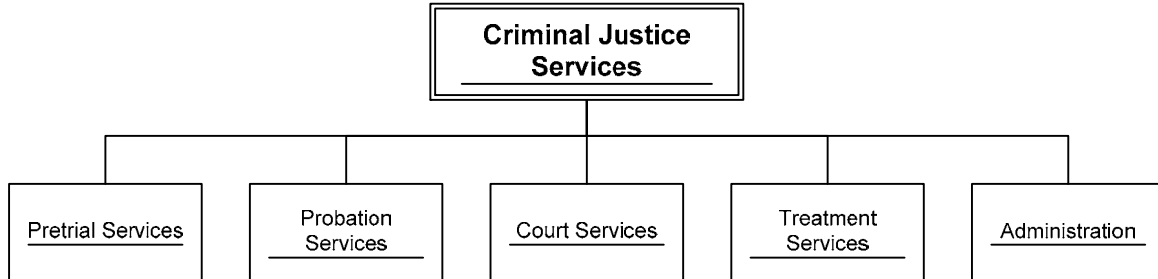 Criminal Justice
Services
Pretrial Services
Probation
Services
Court Services
Treatment
Services
Administration